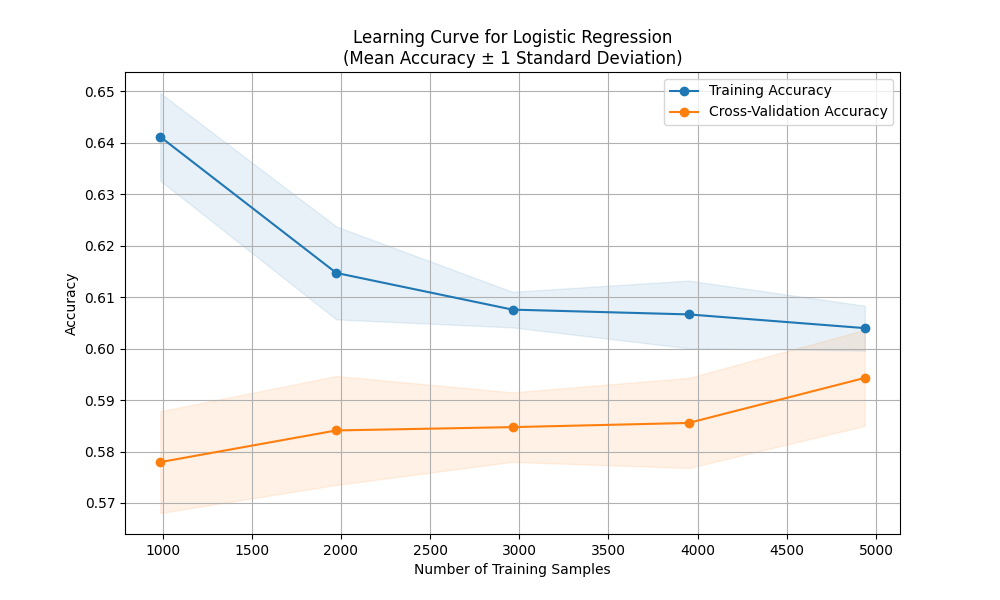 Learning Curve for Logistic Regression
(Mean Accuracy ± 1 Standard Deviation)
Training Accuracy
Cross-Validation Accuracy
Accuracy
0.65
0.64
0.63
0.62
0.61
0.60
0.59
0.58
0.57
1000 1500 2000 2500 3000 3500 4000 4500 5000
Number of Training Samples